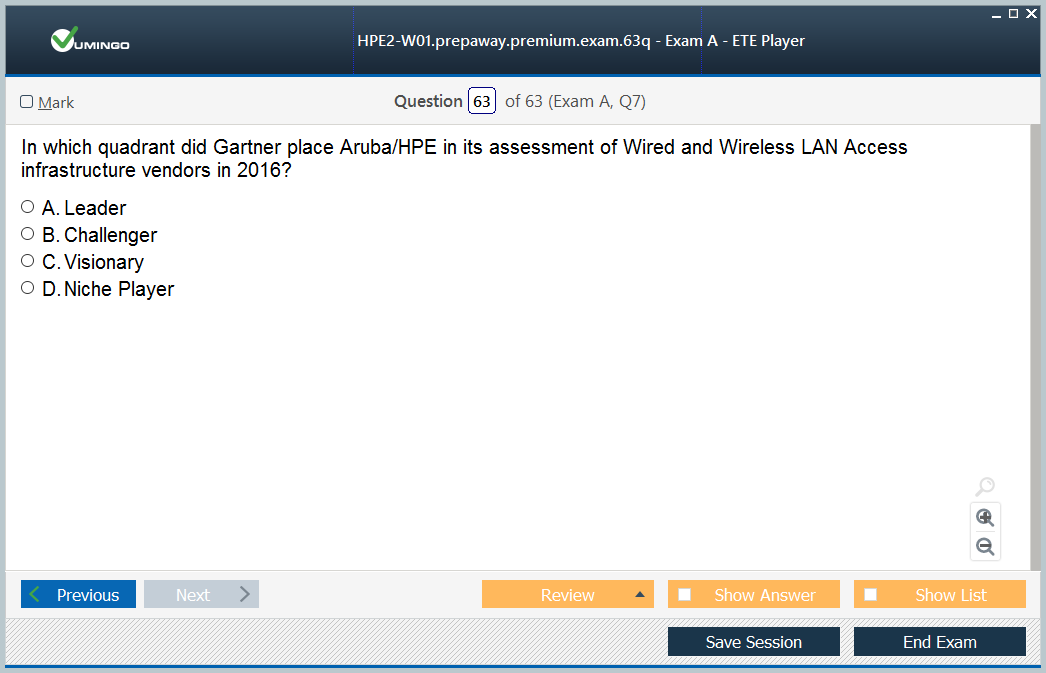 VUMINGO
HPE2-W01.prepaway.premium.exam.63q - Exam A - ETE Player
Mark
Question 63 of 63 (Exam A, Q7)
In which quadrant did Gartner place Aruba/HPE in its assessment of Wired and Wireless LAN Access
infrastructure vendors in 2016?
A. Leader
B. Challenger
C. Visionary
D. Niche Player
Previous Next Review Show Answer Show List
Save Session End Exam